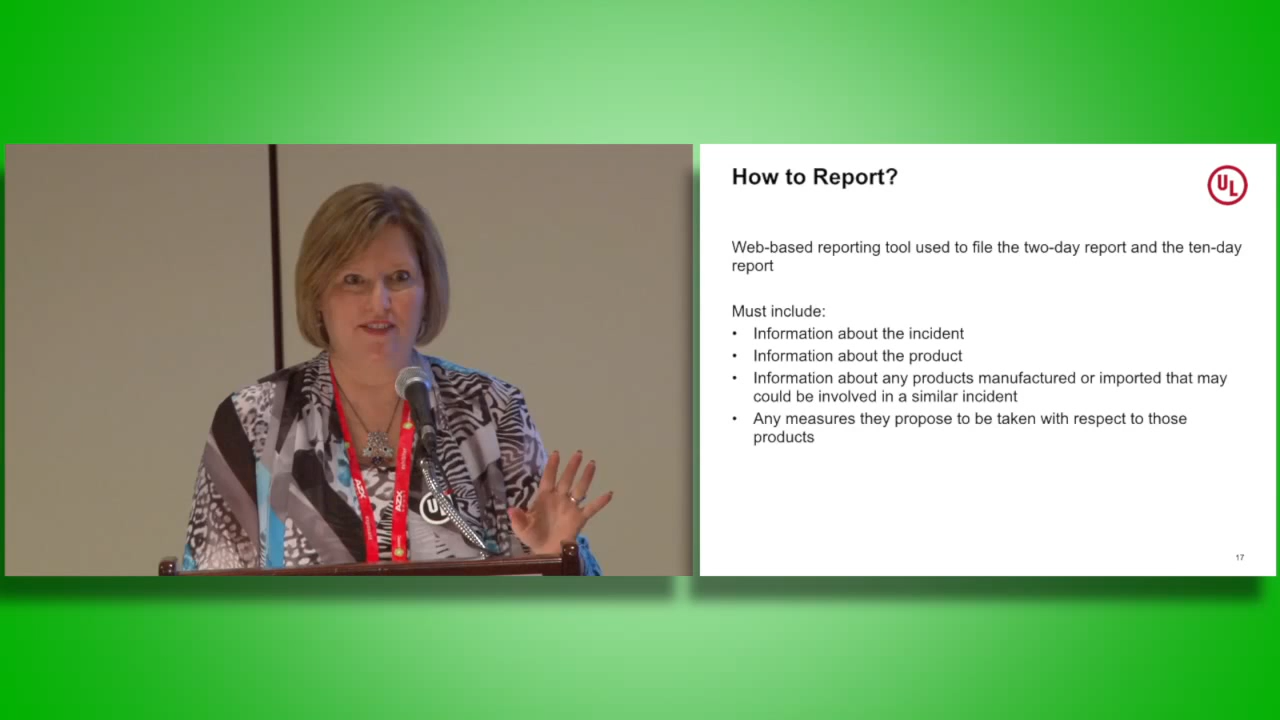 How to Report?
UL
Web-based reporting tool used to file the two-day report and the ten-day
report
Must include:
• Information about the incident
• Information about the product
• Information about any products manufactured or imported that may
could be involved in a similar incident
• Any measures they propose to be taken with respect to those
products
17
AZX